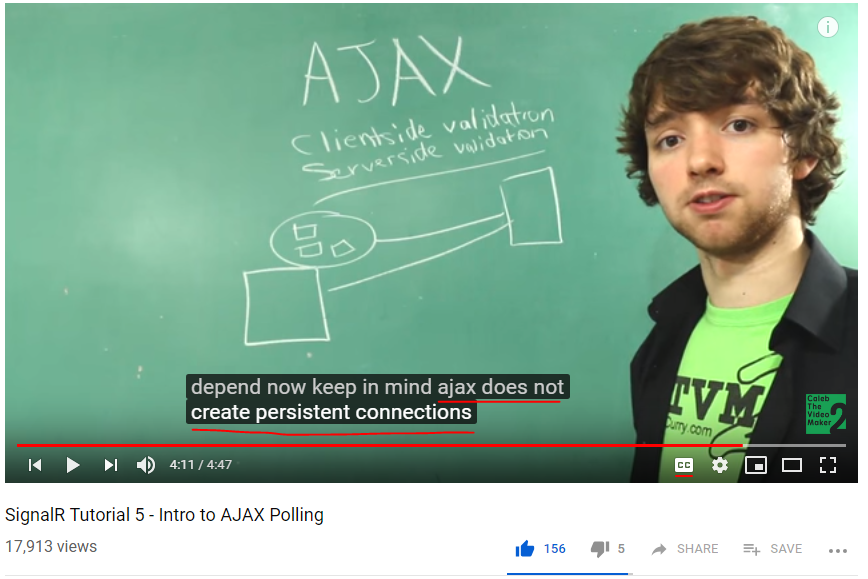 AJAX
Clientside validation
Serverside validation
TVM
Curry.com
depend now keep in mind ajax does not
create persistent connections
Caleb
The
Video
Maker
2
4:11 / 4:47
CC
SignalR Tutorial 5 - Intro to AJAX Polling
17,913 views
156
5
SHARE
SAVE